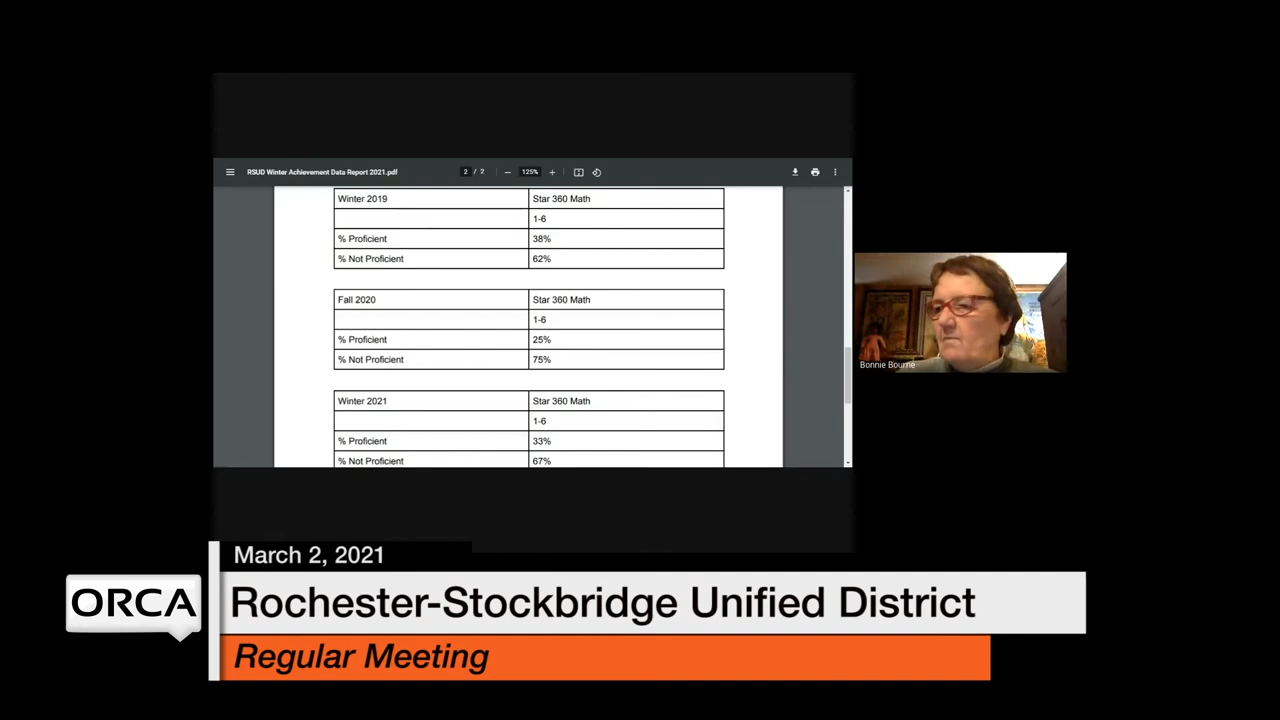 RSUD Winter Achievement Data Report 2021.pdf
2 / 2
125%
Winter 2019 Star 360 Math
1-6
% Proficient 38%
% Not Proficient 62%
Fall 2020 Star 360 Math
1-6
% Proficient 25%
% Not Proficient 75%
Winter 2021 Star 360 Math
1-6
% Proficient 33%
% Not Proficient 67%
Bonnie Bourne
March 2, 2021
ORCA
Rochester-Stockbridge Unified District
Regular Meeting